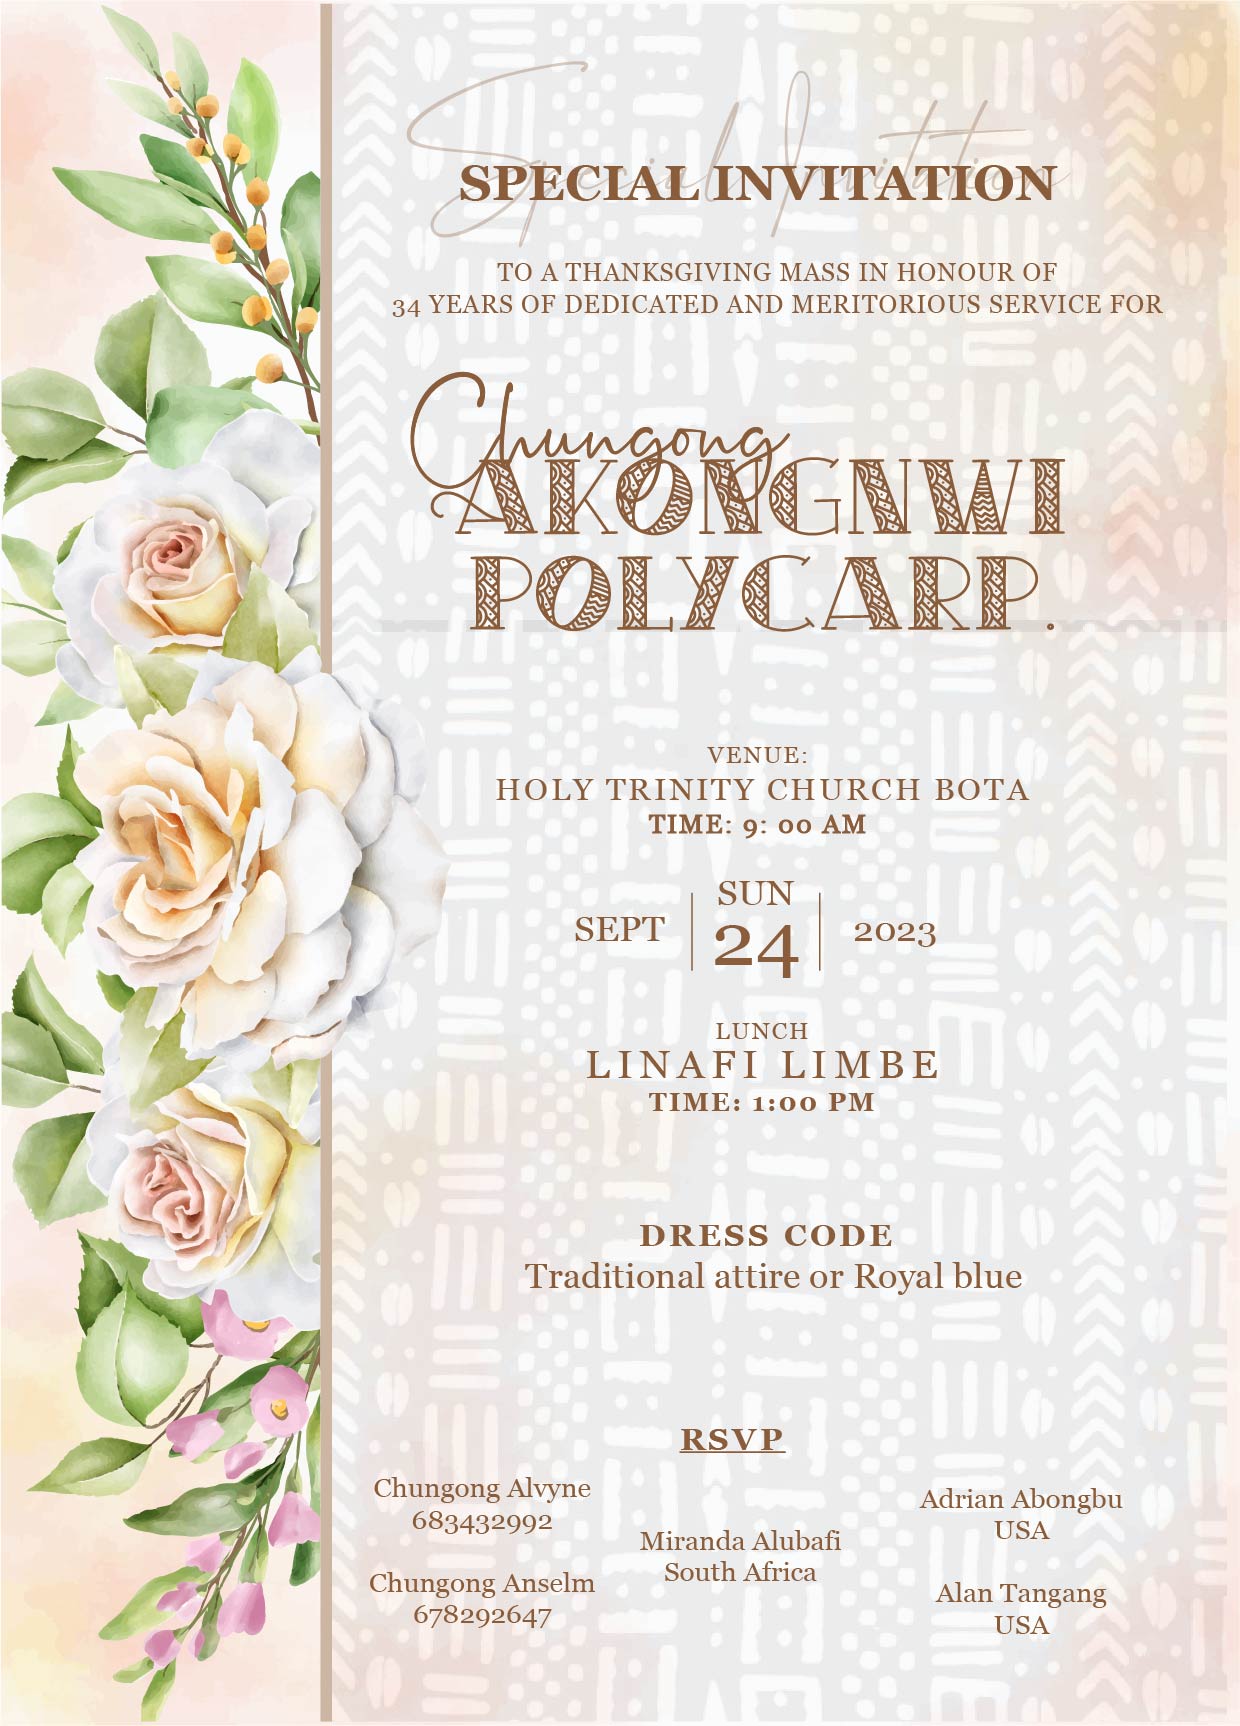 Special Invitation
SPECIAL INVITATION
TO A THANKSGIVING MASS IN HONOUR OF
34 YEARS OF DEDICATED AND MERITORIOUS SERVICE FOR
Chungong
AKONGNWI
POLYCARP.
VENUE:
HOLY TRINITY CHURCH BOTA
TIME: 9: 00 AM
SUN
SEPT 24 2023
LUNCH
LINAFI LIMBE
TIME: 1:00 PM
DRESS CODE
Traditional attire or Royal blue
RSVP
Chungong Alvyne
683432992
Chungong Anselm
678292647
Miranda Alubafi
South Africa
Adrian Abongbu
USA
Alan Tangang
USA